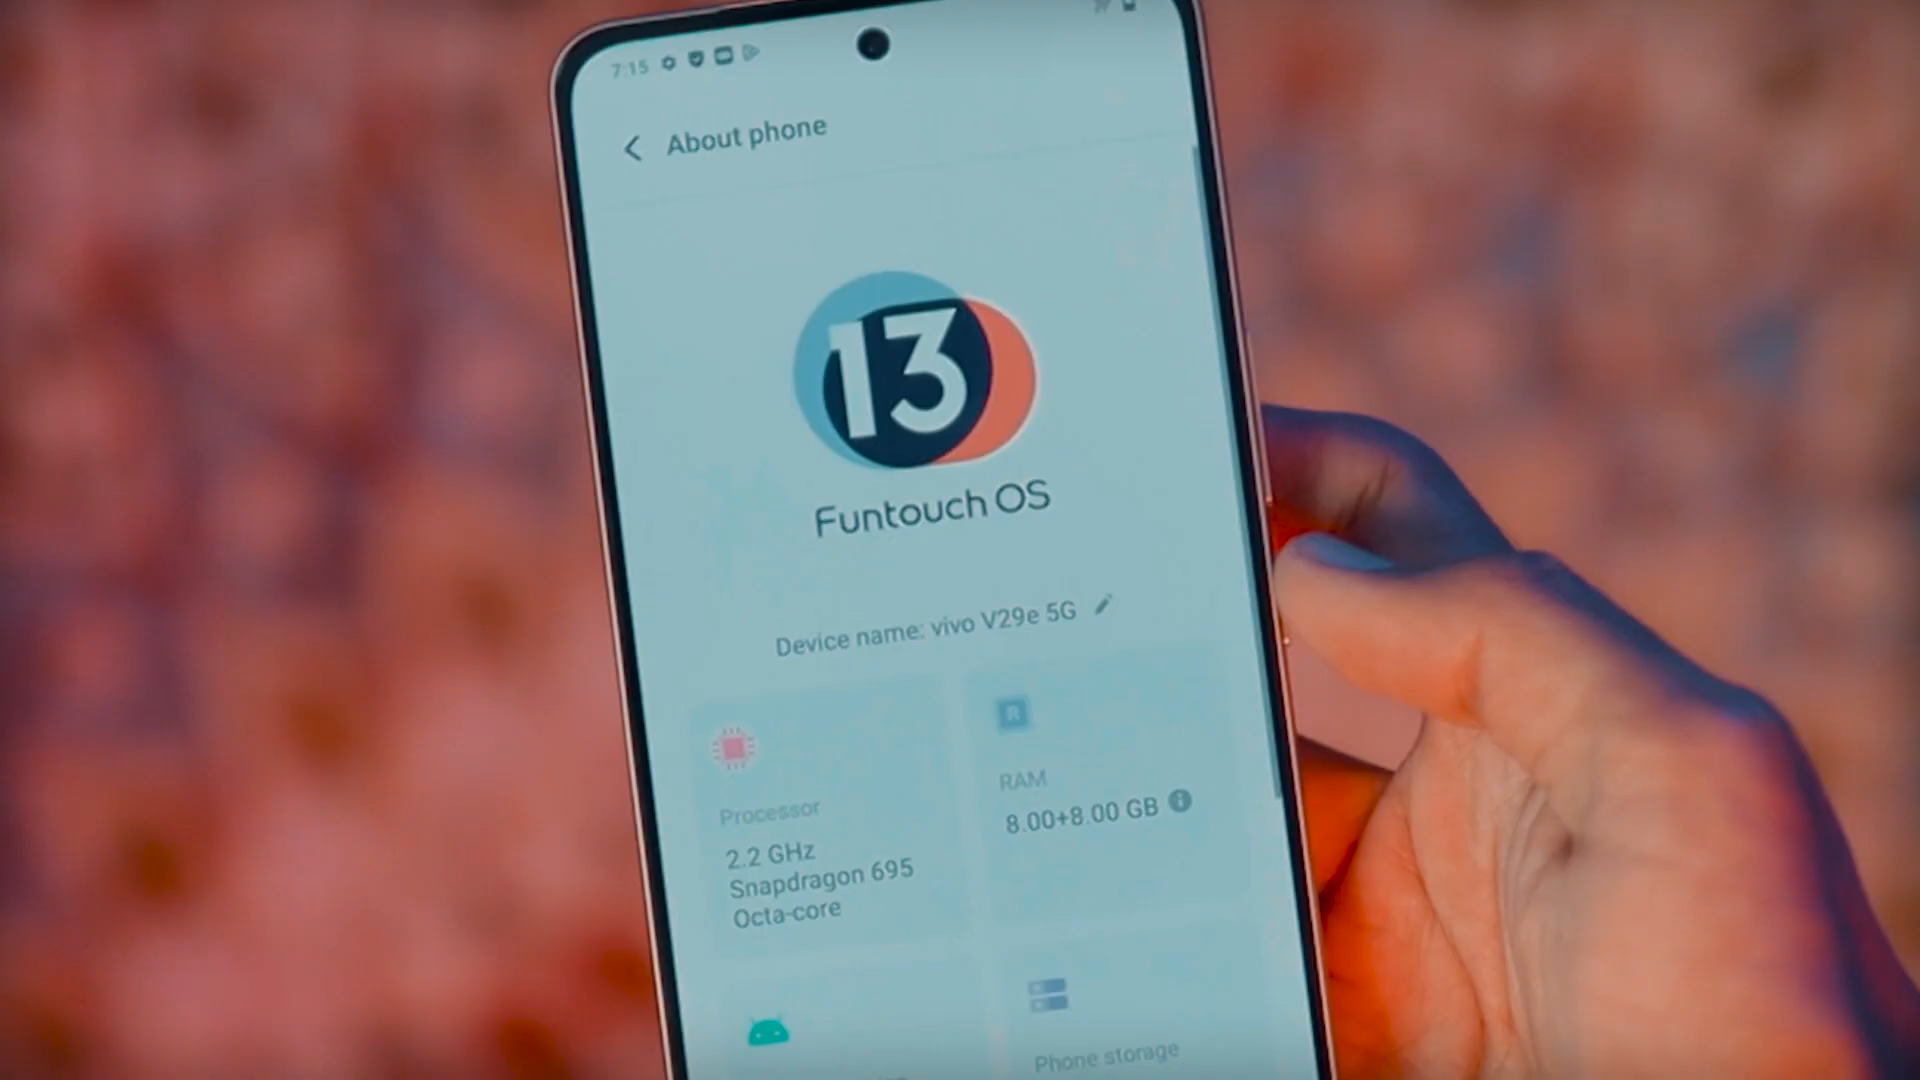 7:15
About phone
13
Funtouch OS
Device name: vivo V29e 5G
R
Processor
2.2 GHz
Snapdragon 695
Octa-core
RAM
8.00+8.00 GB
Phone storage